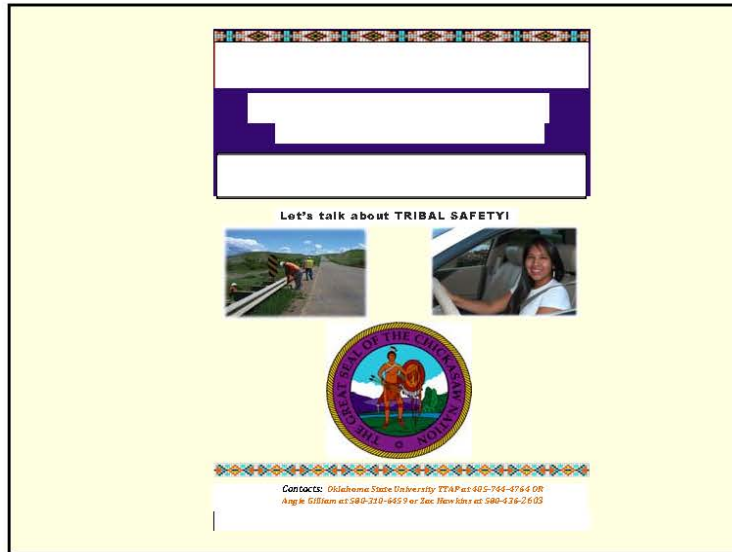 Let's talk about TRIBAL SAFETY!
THE GREAT SEAL OF THE CHICKASAW NATION
Contacts: Oklahoma State University TTAP at 405-744-4764 OR
Angie Gilliam at 580-310-6459 or Zac Hawkins at 580-436-2603